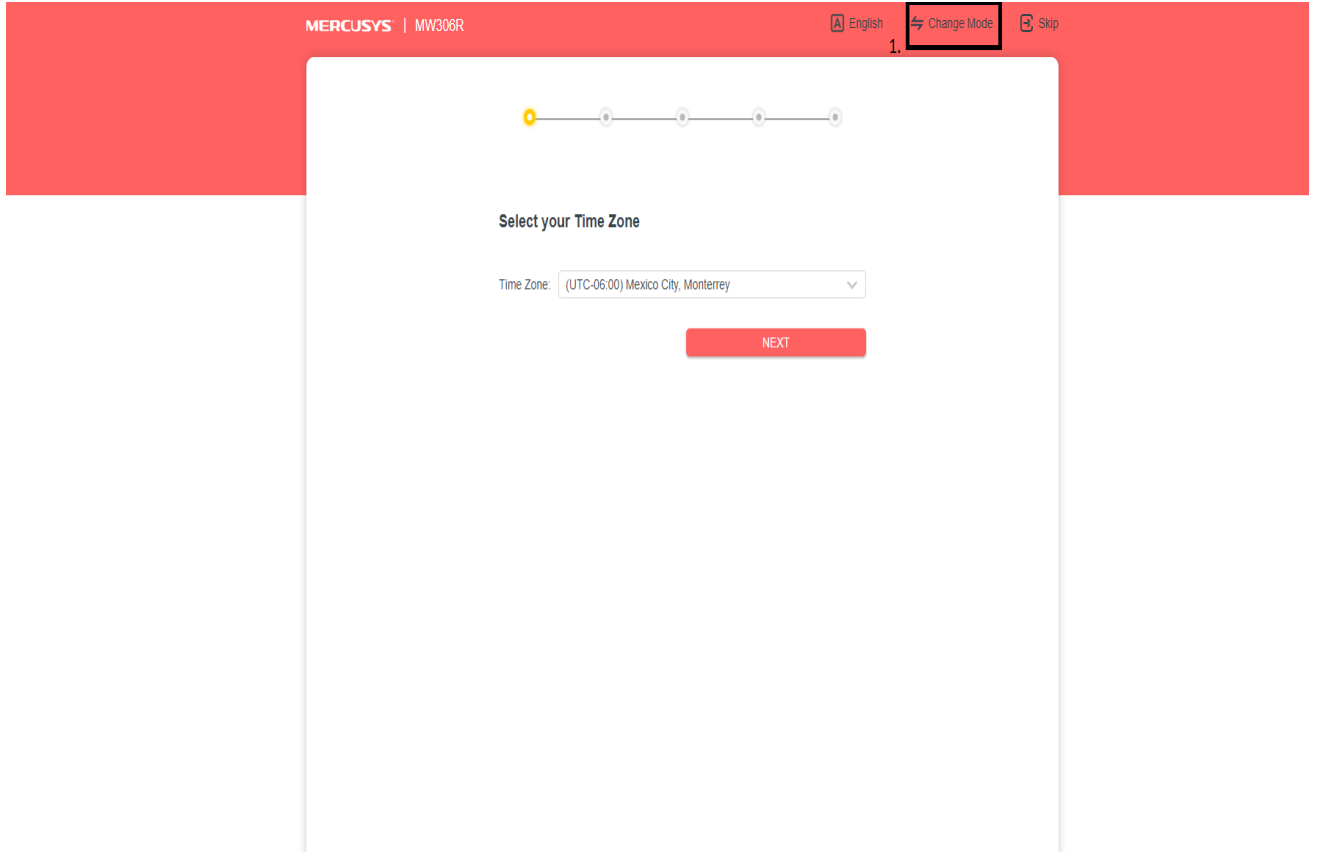 MERCUSYS | MW306R
English
Change Mode
Skip
1.
Select your Time Zone
Time Zone: (UTC-06:00) Mexico City, Monterrey
NEXT